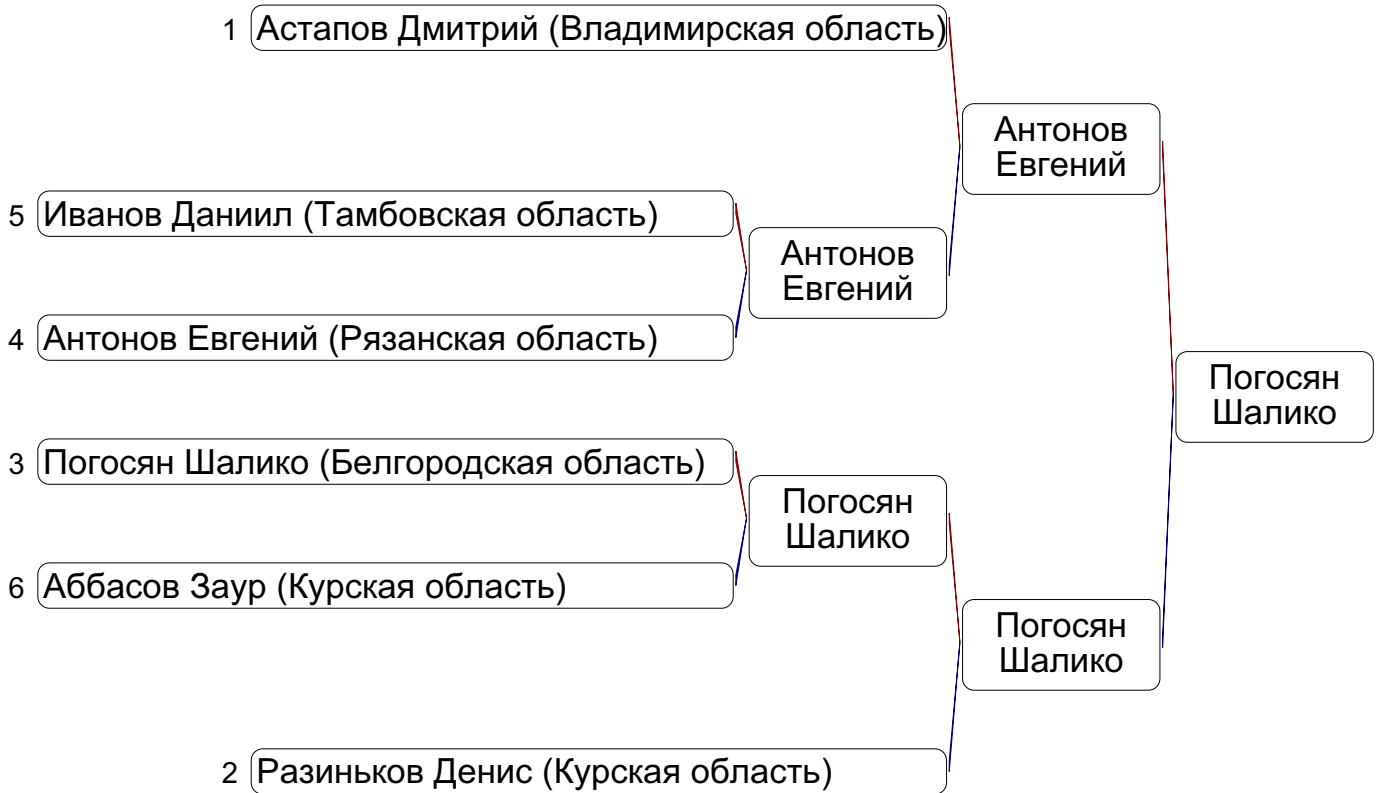 1 Астапов Дмитрий (Владимирская область)
Антонов
Евгений
5 Иванов Даниил (Тамбовская область)
Антонов
Евгений
4 Антонов Евгений (Рязанская область)
Погосян
Шалико
3 Погосян Шалико (Белгородская область)
Погосян
Шалико
6 Аббасов Заур (Курская область)
Погосян
Шалико
2 Разиньков Денис (Курская область)